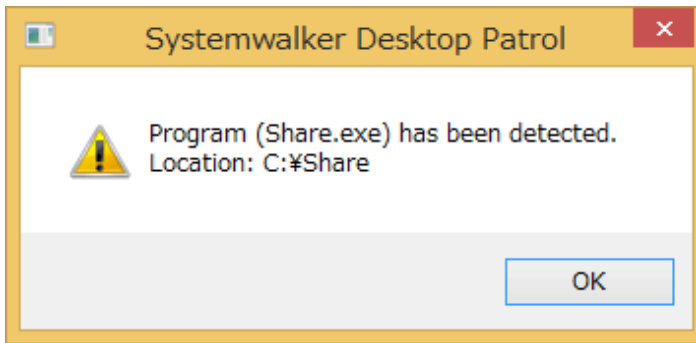 Systemwalker Desktop Patrol
Program (Share.exe) has been detected.
Location: C:¥Share
OK